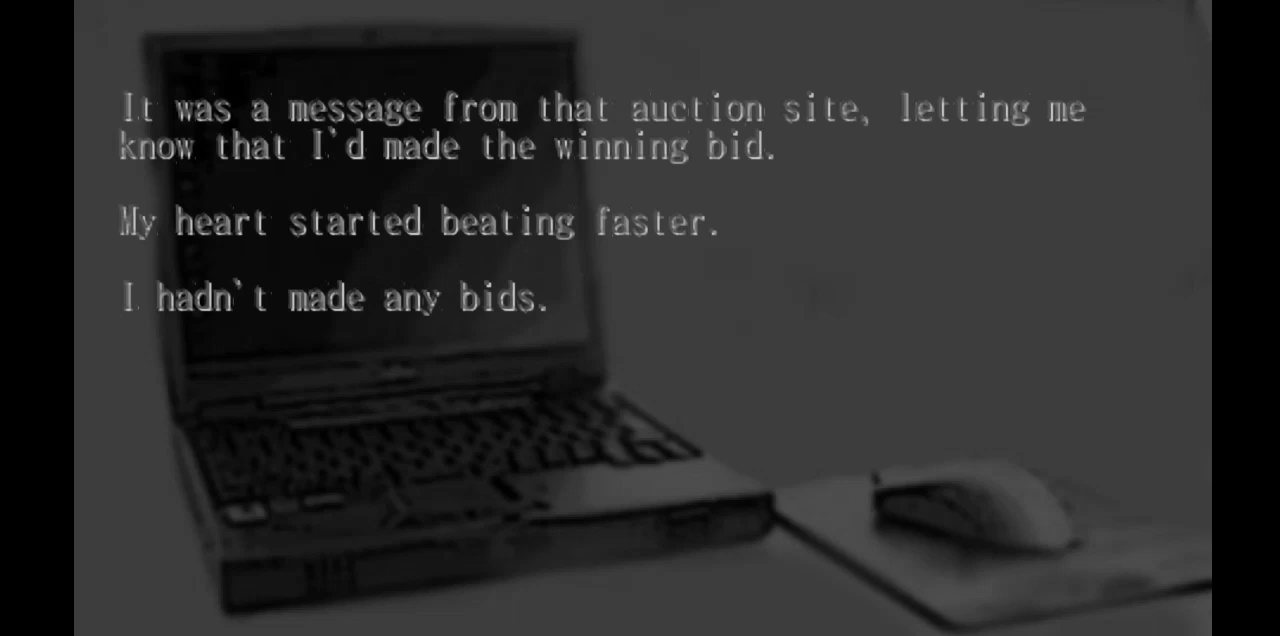 It was a message from that auction site, letting me
know that I'd made the winning bid.
My heart started beating faster.
I hadn't made any bids.